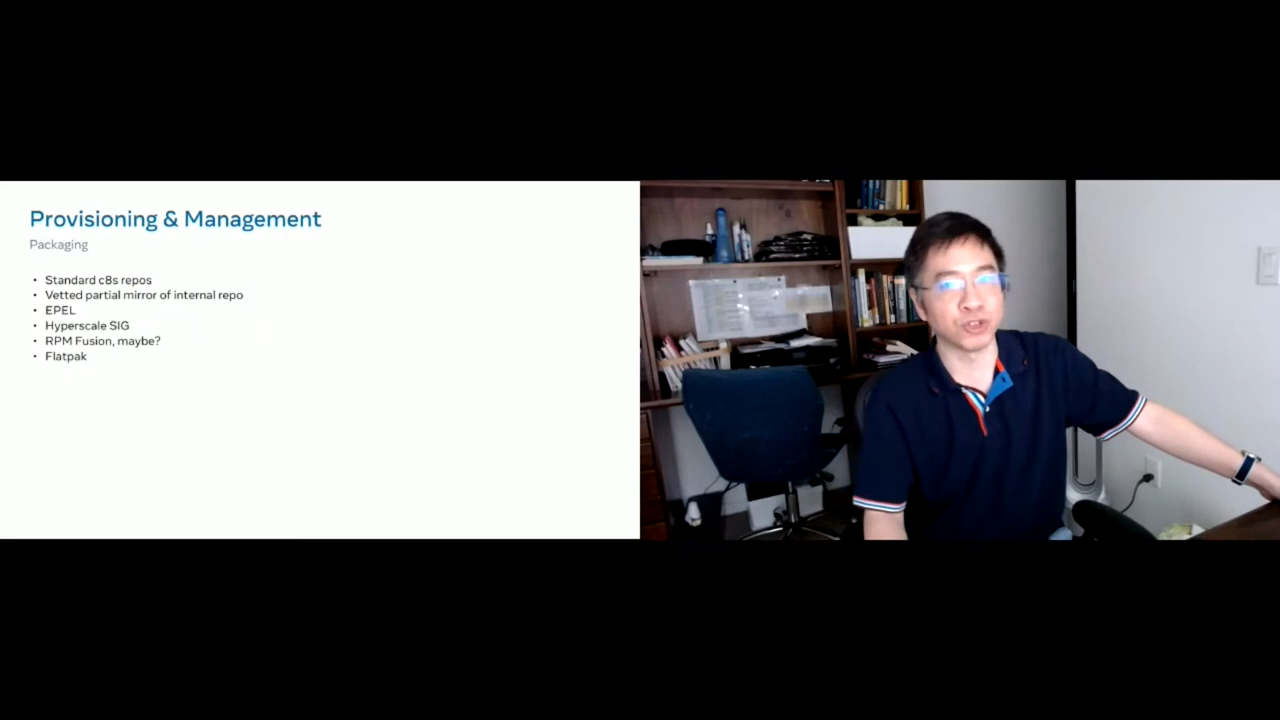 Provisioning & Management
Packaging
• Standard c8s repos
• Vetted partial mirror of internal repo
• EPEL
• Hyperscale SIG
• RPM Fusion, maybe?
• Flatpak